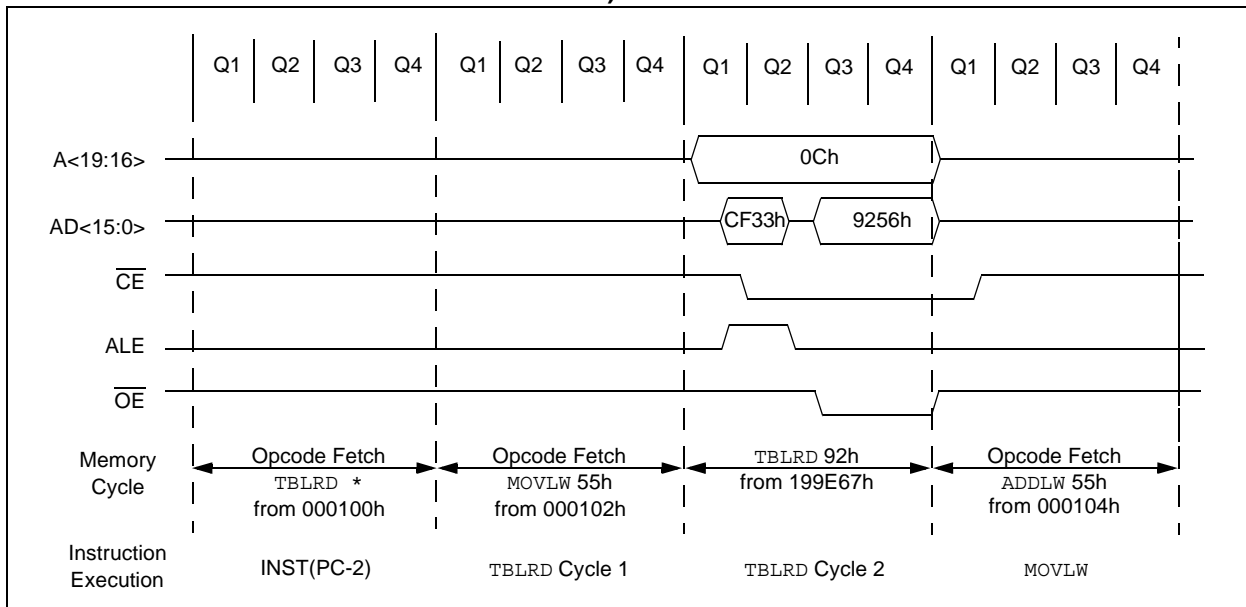 )
Q1 Q2 Q3 Q4 Q1 Q2 Q3 Q4 Q1 Q2 Q3 Q4 Q1 Q2 Q3 Q4
A<19:16>
0Ch
AD<15:0>
CF33h
9256h
CE
ALE
OE
Memory
Cycle
Opcode Fetch
TBLRD *
from 000100h
Opcode Fetch
MOVLW 55h
from 000102h
TBLRD 92h
from 199E67h
Opcode Fetch
ADDLW 55h
from 000104h
Instruction
Execution
INST(PC-2)
TBLRD Cycle 1
TBLRD Cycle 2
MOVLW